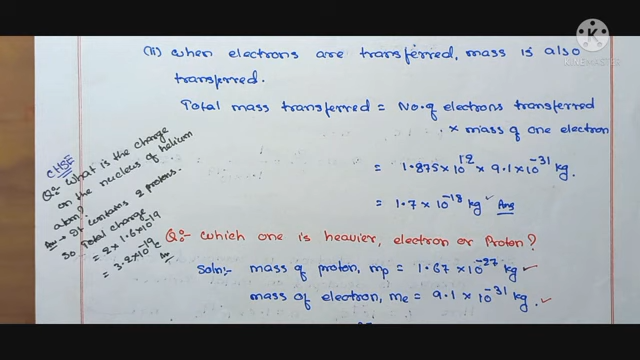 (ii) when electrons are transferred, mass is also
transferred.
Total mass transferred = No. of electrons transferred
× mass of one electron
= 1.875 × 10^12 × 9.1 × 10^-31 kg.
= 1.7 × 10^-18 kg ✓ Ans
CHSE
Q:- What is the charge
on the nucleus of helium
atom?
Ans → It contains 2 protons.
So Total charge
= 2 × 1.6 × 10^-19
= 3.2 × 10^-19 C
Q:- Which one is heavier, electron or Proton?
Soln:- mass of proton, mp = 1.67 × 10^-27 kg ✓
mass of electron, me = 9.1 × 10^-31 kg ✓